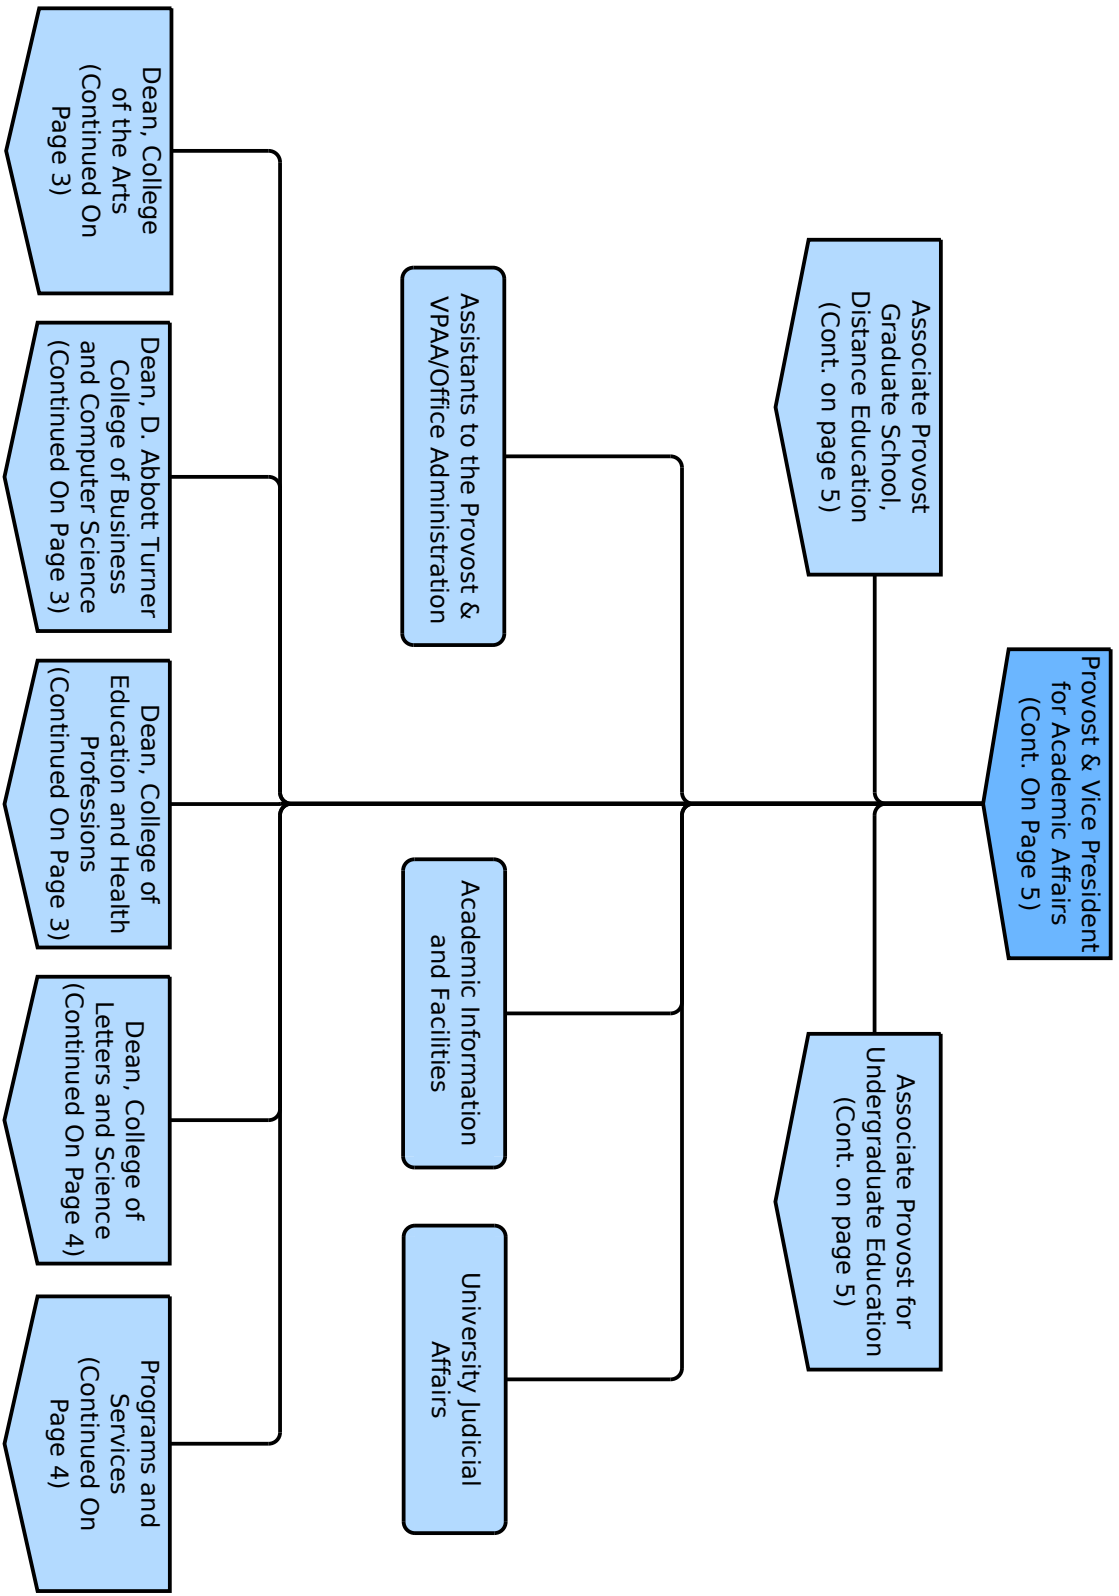 Provost & Vice President
for Academic Affairs
(Cont. On Page 5)
Associate Provost
Graduate School,
Distance Education
(Cont. on page 5)
Associate Provost for
Undergraduate Education
(Cont. on page 5)
Assistants to the Provost &
VPAA/Office Administration
Academic Information
and Facilities
University Judicial
Affairs
Dean, College
of the Arts
(Continued On
Page 3)
Dean, D. Abbott Turner
College of Business
and Computer Science
(Continued On Page 3)
Dean, College of
Education and Health
Professions
(Continued On Page 3)
Dean, College of
Letters and Science
(Continued On Page 4)
Programs and
Services
(Continued On
Page 4)